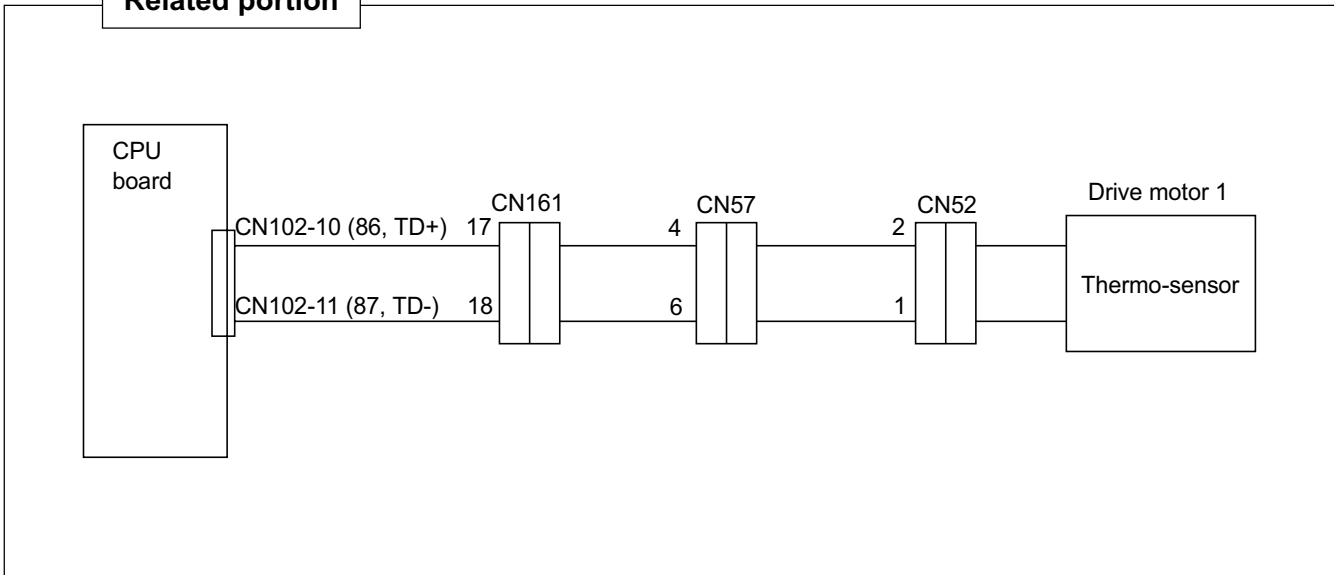 Related portion
CPU
board
CN102-10 (86, TD+) 17
CN161
4
CN57
2
CN52
Drive motor 1
CN102-11 (87, TD-) 18
6
1
Thermo-sensor